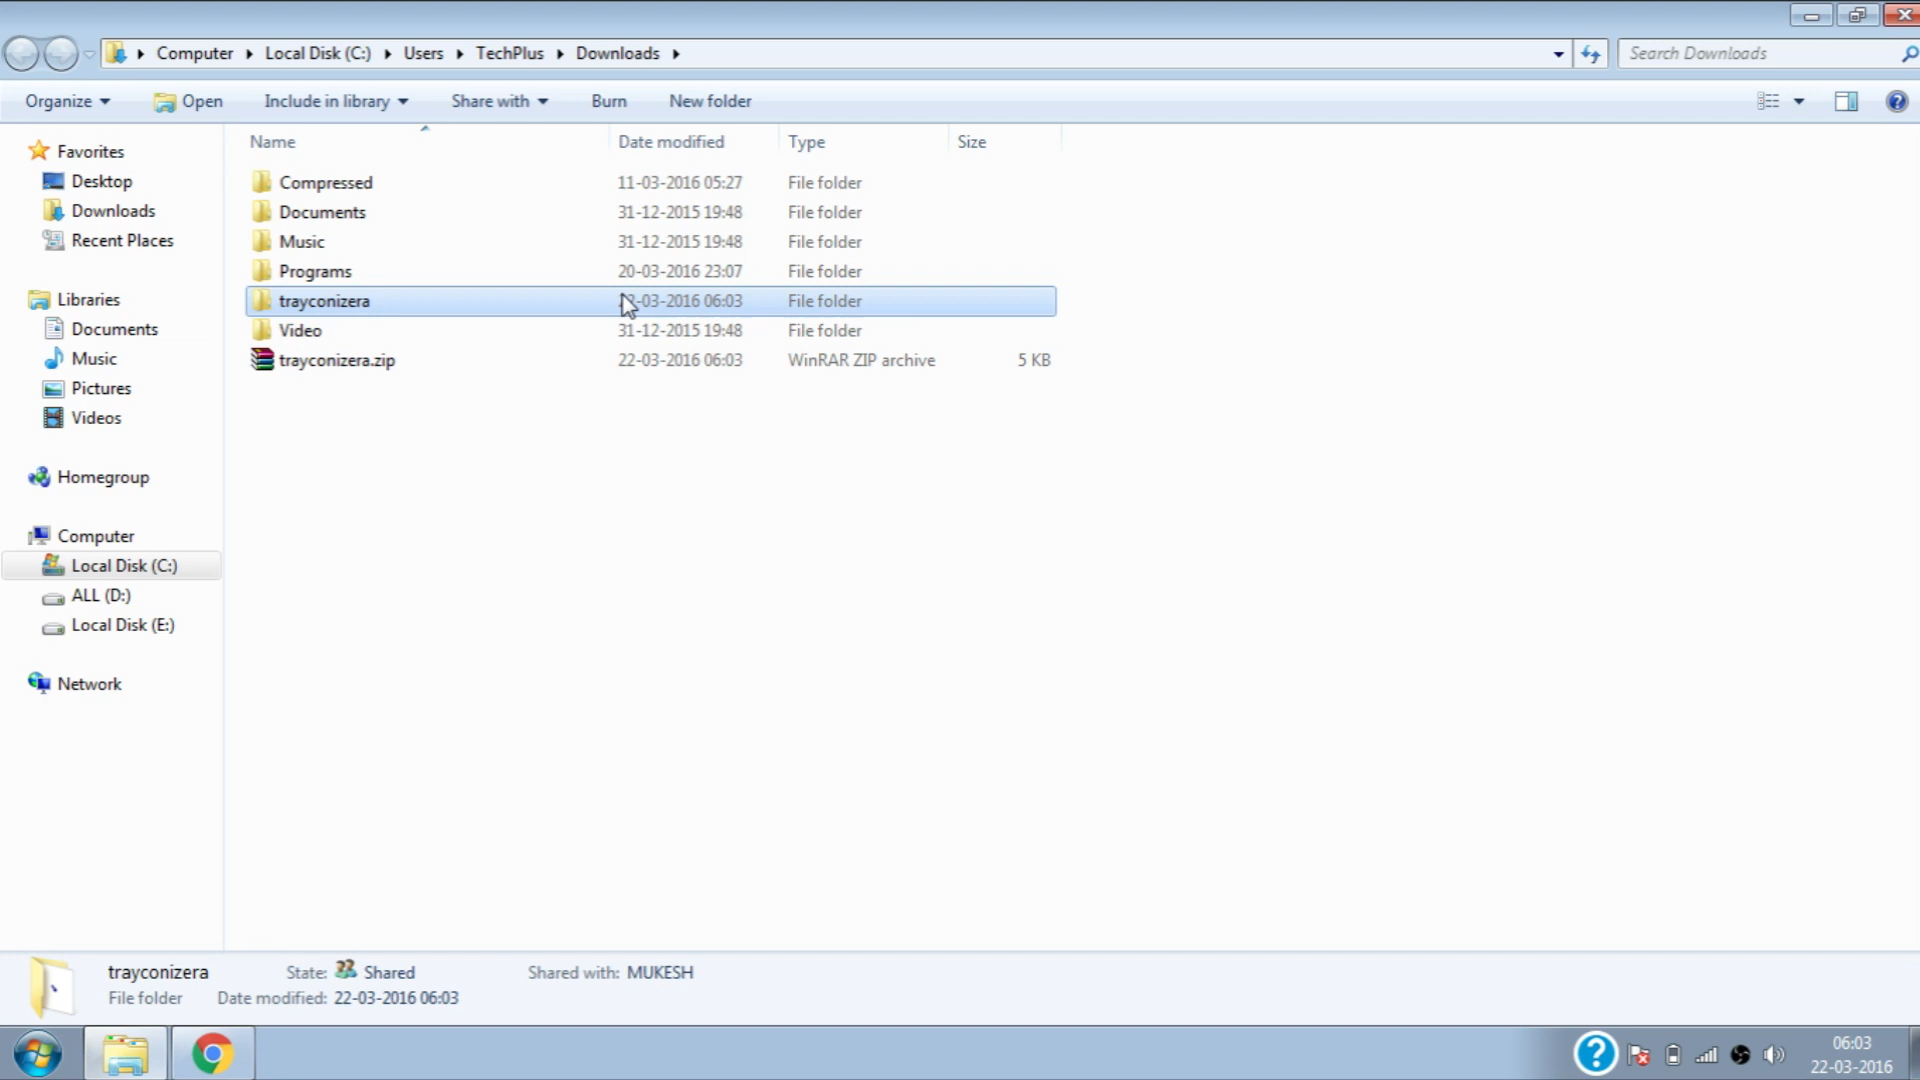 Computer Local Disk (C:) Users TechPlus Downloads
Search Downloads
Organize Open Include in library Share with Burn New folder
Name Date modified Type Size
Favorites
Desktop
Downloads
Recent Places
Libraries
Documents
Music
Pictures
Videos
Homegroup
Computer
Local Disk (C:)
ALL (D:)
Local Disk (E:)
Network
Compressed 11-03-2016 05:27 File folder
Documents 31-12-2015 19:48 File folder
Music 31-12-2015 19:48 File folder
Programs 20-03-2016 23:07 File folder
trayconizera -03-2016 06:03 File folder
Video 31-12-2015 19:48 File folder
trayconizera.zip 22-03-2016 06:03 WinRAR ZIP archive 5 KB
trayconizera State: Shared Shared with: MUKESH
File folder Date modified: 22-03-2016 06:03
06:03
22-03-2016